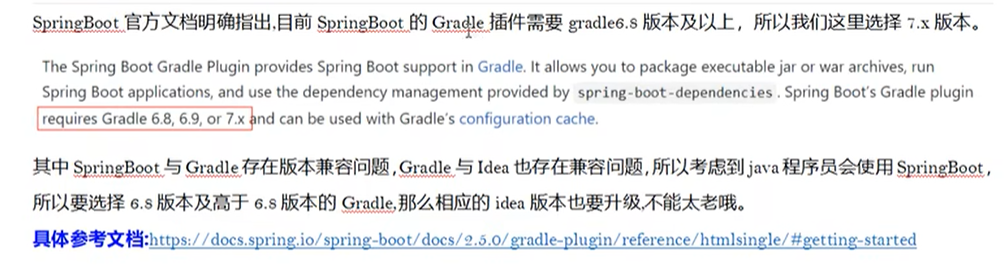 SpringBoot 官方文档明确指出,目前 SpringBoot 的 Gradle 插件需要 gradle6.8 版本及以上，所以我们这里选择 7.x 版本。
The Spring Boot Gradle Plugin provides Spring Boot support in Gradle. It allows you to package executable jar or war archives, run
Spring Boot applications, and use the dependency management provided by spring-boot-dependencies. Spring Boot's Gradle plugin
requires Gradle 6.8, 6.9, or 7.x and can be used with Gradle's configuration cache.
其中 SpringBoot 与 Gradle 存在版本兼容问题,Gradle 与 Idea 也存在兼容问题,所以考虑到 java 程序员会使用 SpringBoot,
所以要选择 6.8 版本及高于 6.8 版本的 Gradle,那么相应的 idea 版本也要升级,不能太老哦。
具体参考文档:https://docs.spring.io/spring-boot/docs/2.5.0/gradle-plugin/reference/htmlsingle/#getting-started